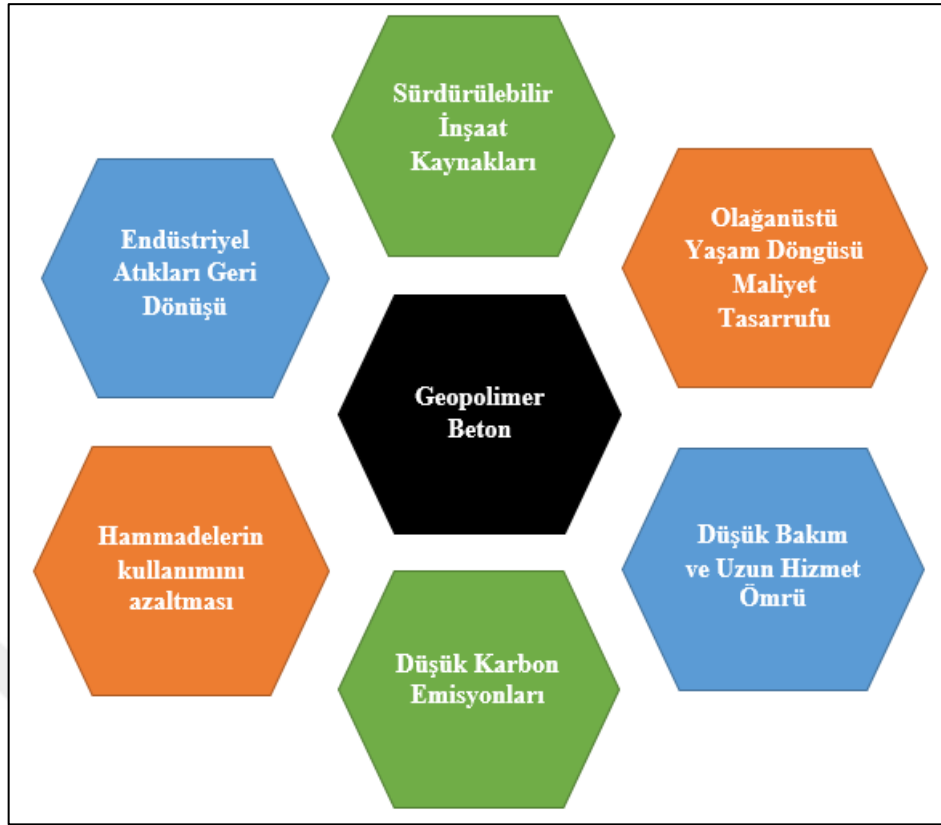 Sürdürülebilir
İnşaat
Kaynakları
Endüstriyel
Atıkları Geri
Dönüşü
Olağanüstü
Yaşam Döngüsü
Maliyet
Tasarrufu
Geopolimer
Beton
Hammadelerin
kullanımını
azaltması
Düşük Bakım
ve Uzun Hizmet
Ömrü
Düşük Karbon
Emisyonları